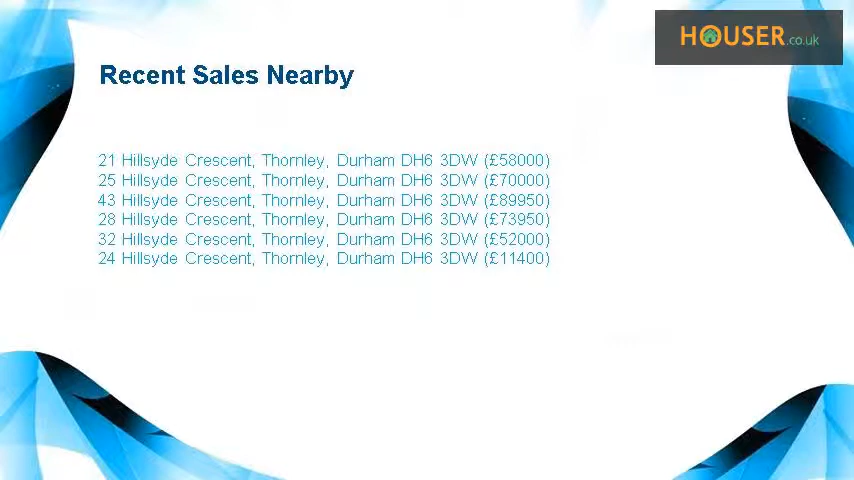 HOUSER.co.uk
Recent Sales Nearby
21 Hillsyde Crescent, Thornley, Durham DH6 3DW (£58000)
25 Hillsyde Crescent, Thornley, Durham DH6 3DW (£70000)
43 Hillsyde Crescent, Thornley, Durham DH6 3DW (£89950)
28 Hillsyde Crescent, Thornley, Durham DH6 3DW (£73950)
32 Hillsyde Crescent, Thornley, Durham DH6 3DW (£52000)
24 Hillsyde Crescent, Thornley, Durham DH6 3DW (£11400)